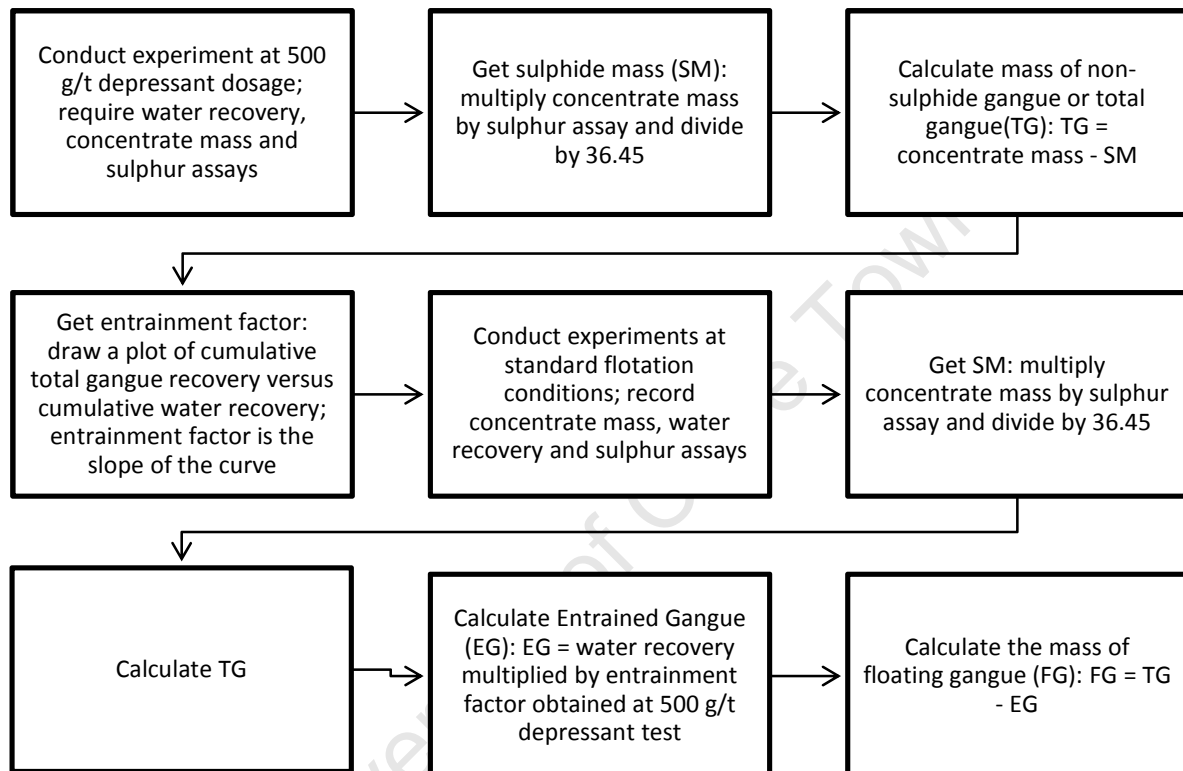 Conduct experiment at 500
g/t depressant dosage;
require water recovery,
concentrate mass and
sulphur assays
Get sulphide mass (SM):
multiply concentrate mass
by sulphur assay and divide
by 36.45
Calculate mass of non-
sulphide gangue or total
gangue(TG): TG =
concentrate mass - SM
Get entrainment factor:
draw a plot of cumulative
total gangue recovery versus
cumulative water recovery;
entrainment factor is the
slope of the curve
Conduct experiments at
standard flotation
conditions; record
concentrate mass, water
recovery and sulphur assays
Get SM: multiply
concentrate mass by sulphur
assay and divide by 36.45
Calculate TG
Calculate Entrained Gangue
(EG): EG = water recovery
multiplied by entrainment
factor obtained at 500 g/t
depressant test
Calculate the mass of
floating gangue (FG): FG = TG
- EG